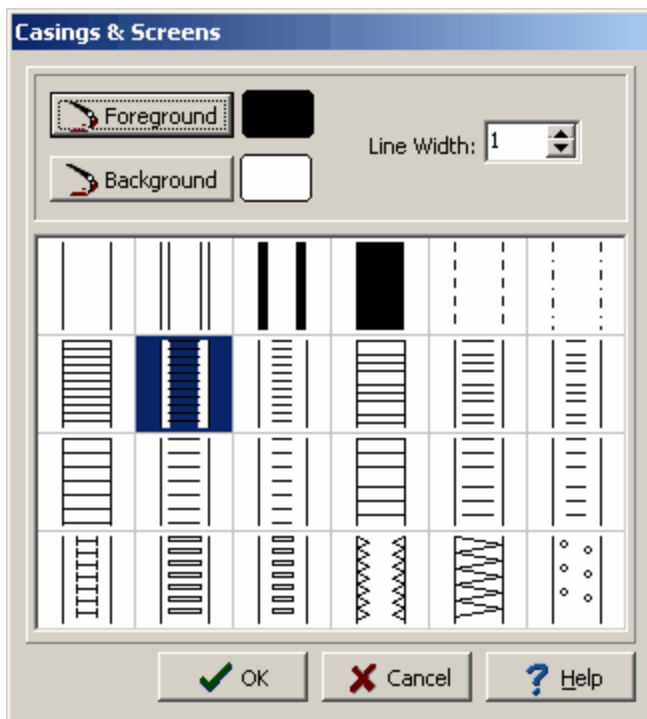 Casings & Screens
Foreground
Line Width: 1
Background
OK Cancel Help